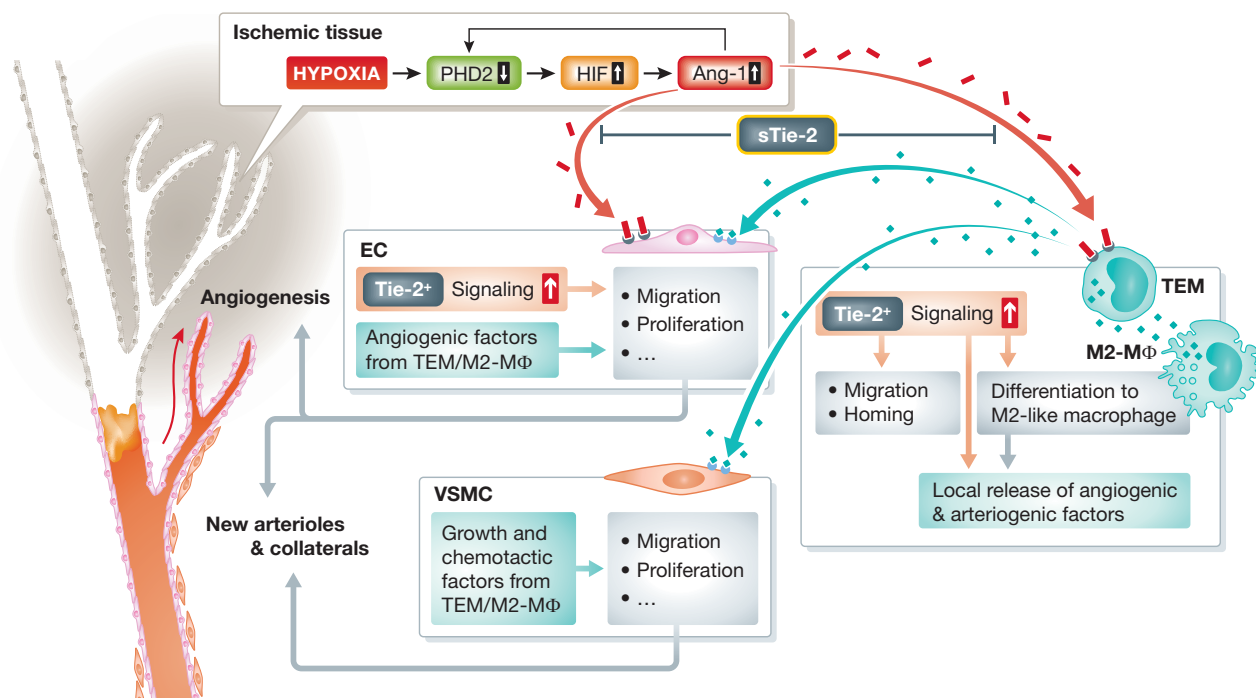 Ischemic tissue
HYPOXIA
PHD2
HIF
Ang-1
sTie-2
EC
Tie-2+ Signaling
Angiogenic factors
from TEM/M2-MΦ
• Migration
• Proliferation
• ...
Angiogenesis
TEM
M2-MΦ
Tie-2+ Signaling
• Migration
• Homing
Differentiation to
M2-like macrophage
Local release of angiogenic
& arteriogenic factors
VSMC
Growth and
chemotactic
factors from
TEM/M2-MΦ
• Migration
• Proliferation
• ...
New arterioles
& collaterals